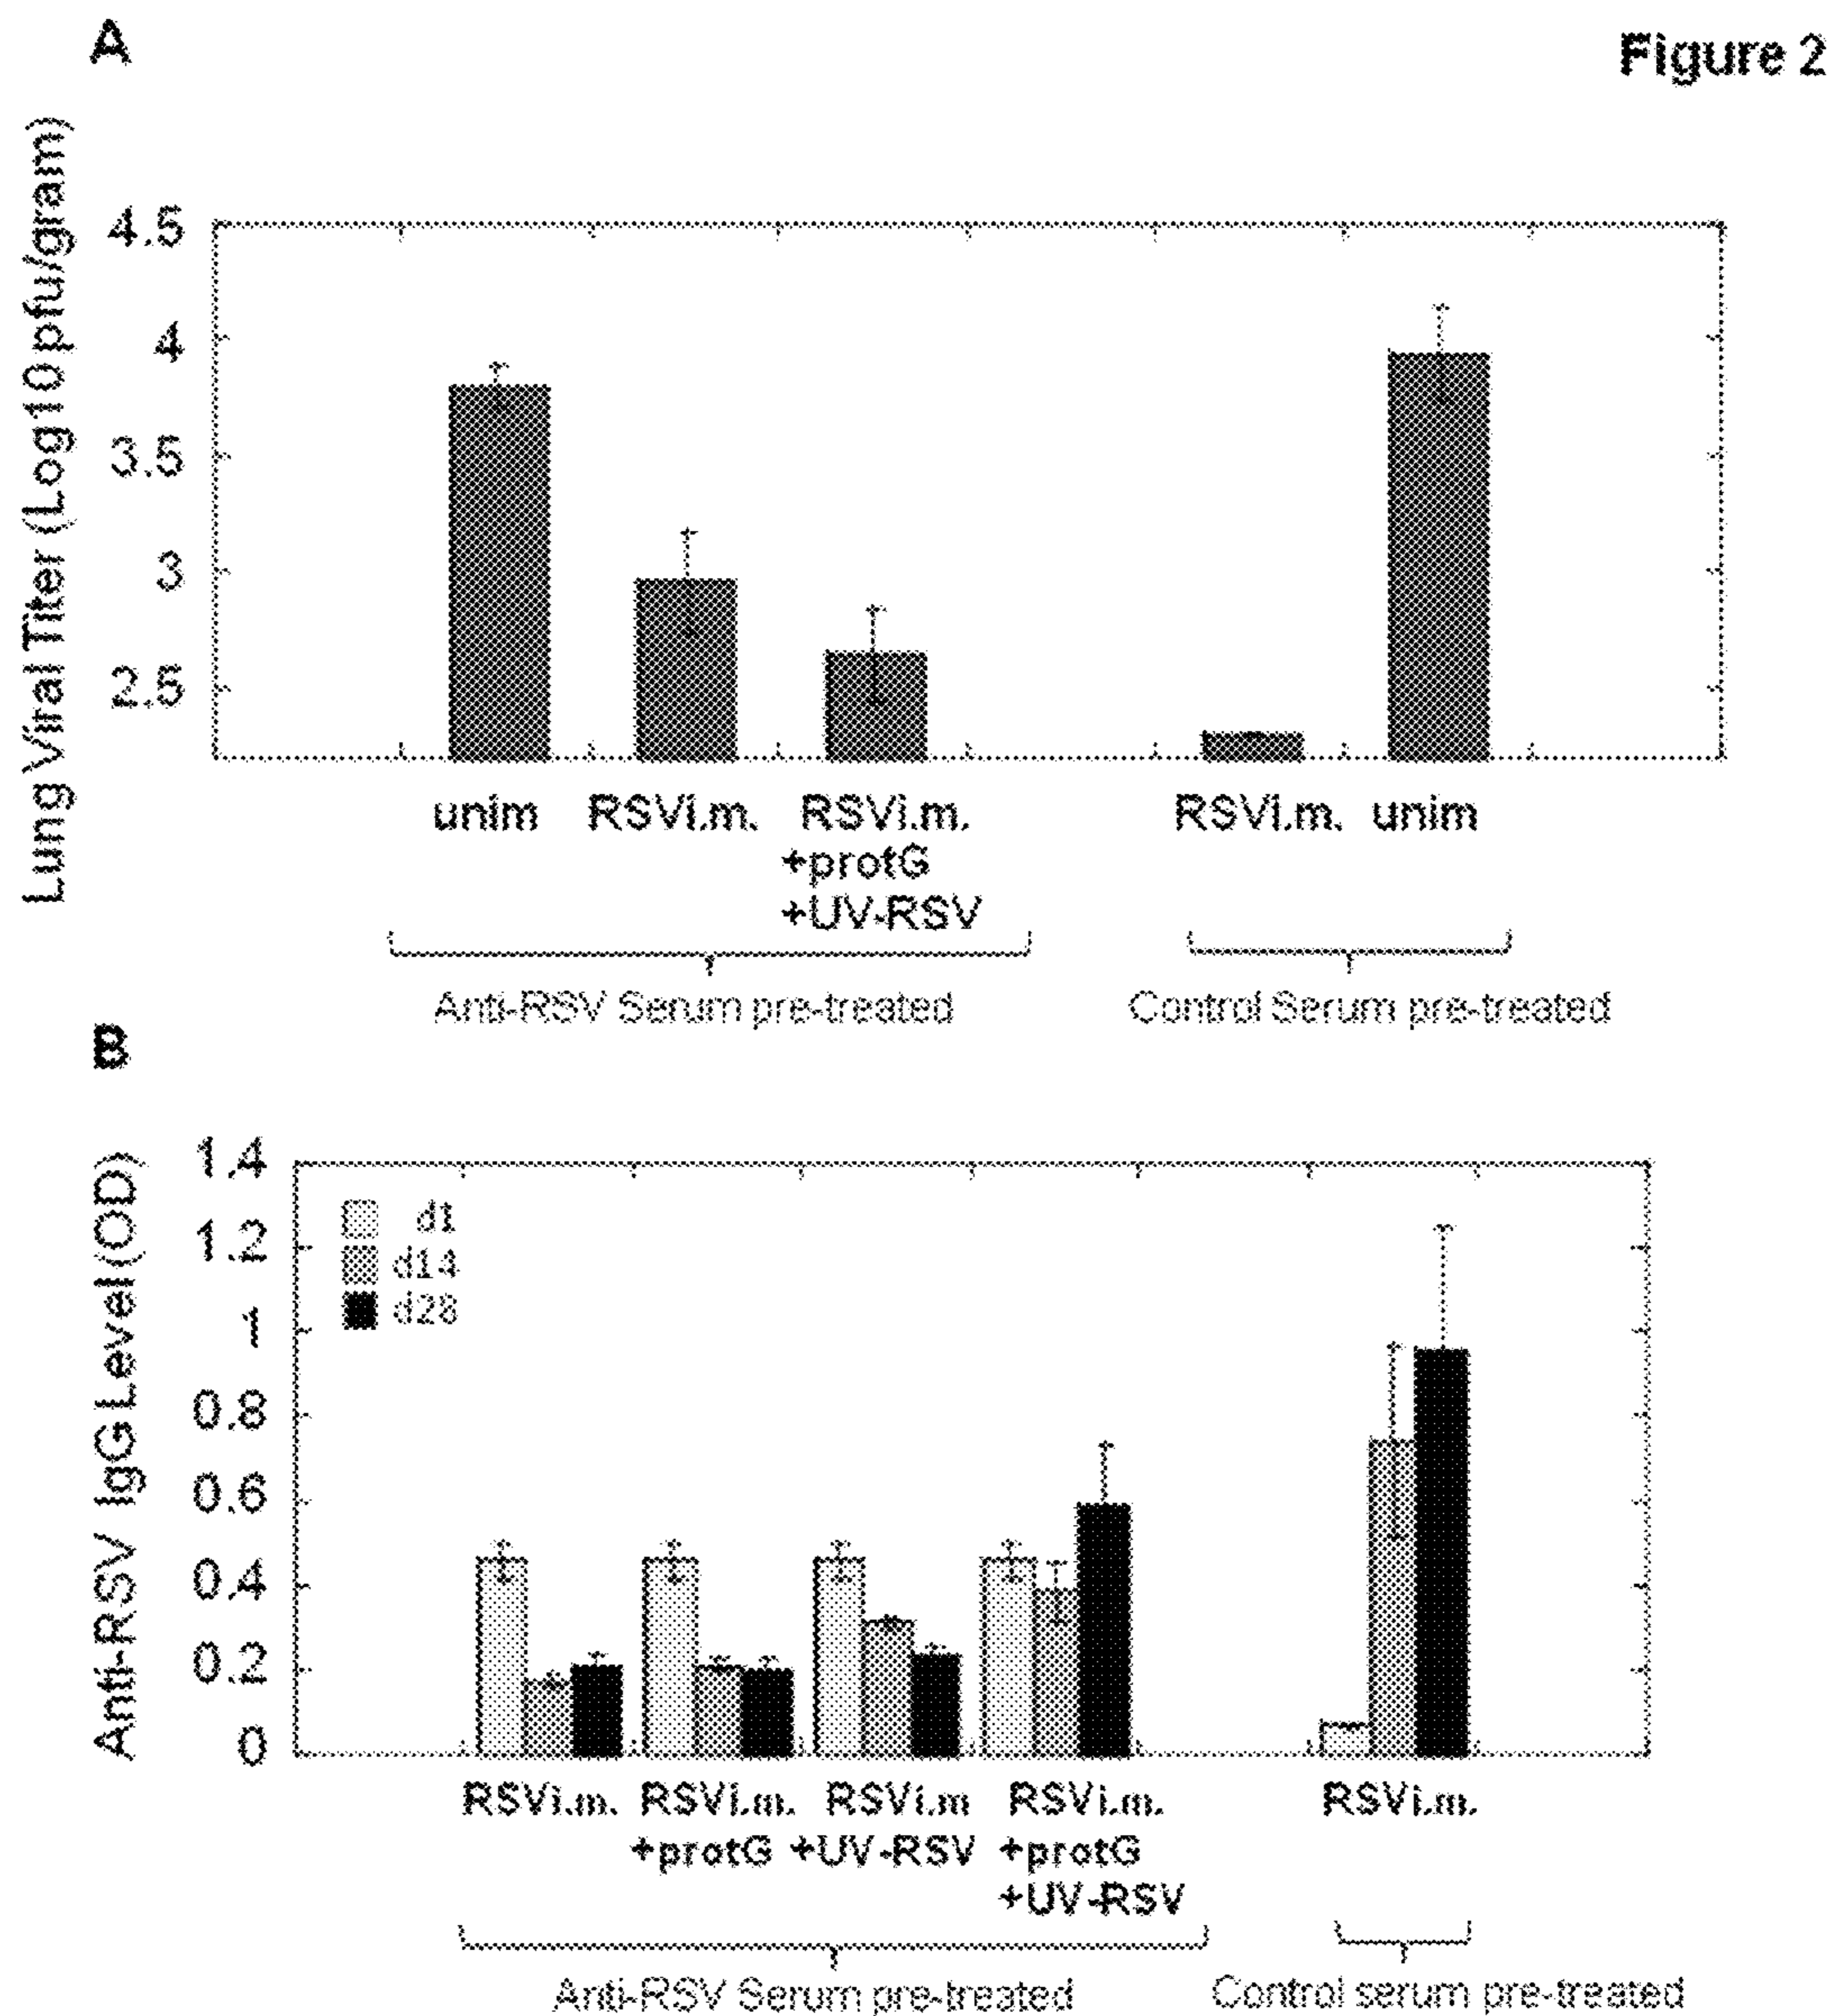 A
Figure 2
Lung Viral Titer (Log10 pfu/gram)
4.5
4
3.5
3
2.5
unim RSVi.m. RSVi.m. RSVi.m. unim
+protG
+UV-RSV
Anti-RSV Serum pre-treated Control Serum pre-treated
B
Anti-RSV IgG Level (OD)
1.4
1.2
1
0.8
0.6
0.4
0.2
0
d1
d14
d28
RSVi.m. RSVi.m. RSVi.m RSVi.m. RSVi.m.
+protG +UV-RSV +protG
+UV-RSV
Anti-RSV Serum pre-treated Control serum pre-treated